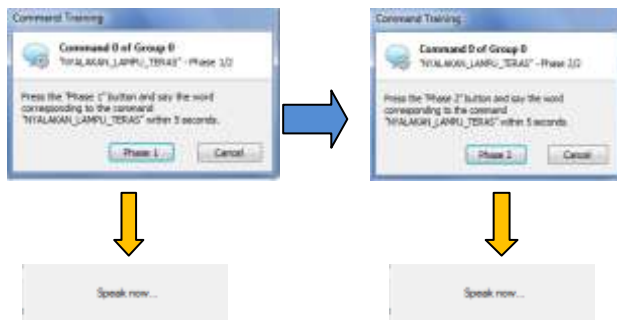 Command Training
Command 0 of Group 0
"NYALAKAN_LAMPU_TERAS" - Phase 1/2
Press the "Phase 1" button and say the word
corresponding to the command
"NYALAKAN_LAMPU_TERAS" within 5 seconds.
Phase 1
Cancel
Speak now...
Command Training
Command 0 of Group 0
"NYALAKAN_LAMPU_TERAS" - Phase 2/2
Press the "Phase 2" button and say the word
corresponding to the command
"NYALAKAN_LAMPU_TERAS" within 5 seconds.
Phase 2
Cancel
Speak now...